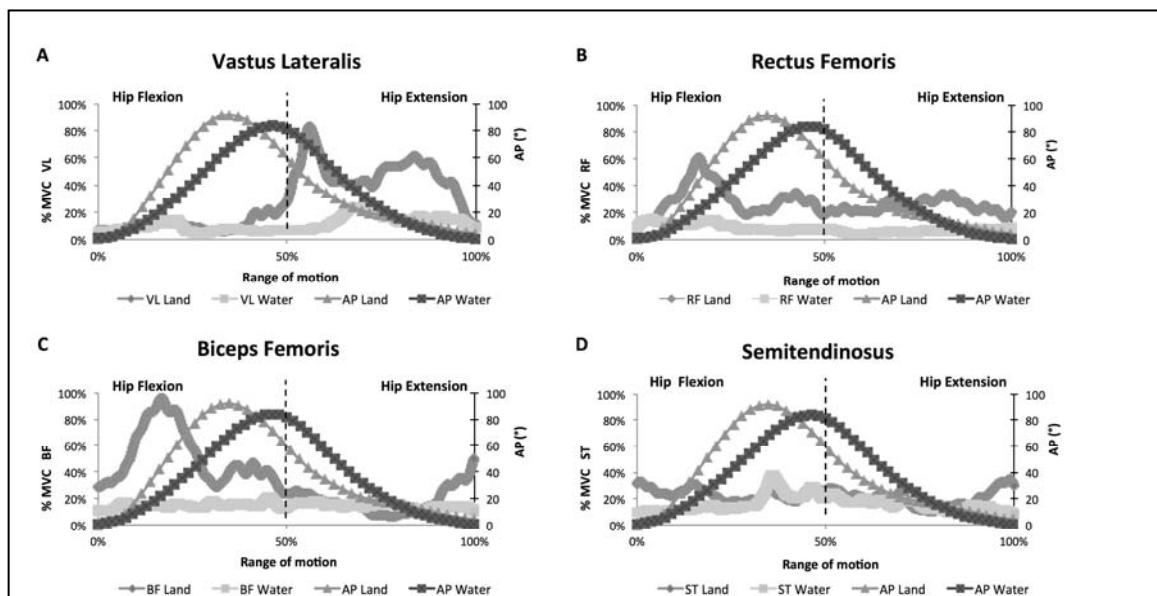 A
Vastus Lateralis
Hip Flexion
Hip Extension
100%
80%
60%
40%
20%
0%
% MVC VL
100
80
60
40
20
0
AP (°)
0%
50%
100%
Range of motion
VL Land
VL Water
AP Land
AP Water
B
Rectus Femoris
Hip Flexion
Hip Extension
100%
80%
60%
40%
20%
0%
% MVC RF
100
80
60
40
20
0
AP (°)
0%
50%
100%
Range of motion
RF Land
RF Water
AP Land
AP Water
C
Biceps Femoris
Hip Flexion
Hip Extension
100%
80%
60%
40%
20%
0%
% MVC BF
100
80
60
40
20
0
AP (°)
0%
50%
100%
Range of motion
BF Land
BF Water
AP Land
AP Water
D
Semitendinosus
Hip Flexion
Hip Extension
100%
80%
60%
40%
20%
0%
% MVC ST
100
80
60
40
20
0
AP (°)
0%
50%
100%
Range of motion
ST Land
ST Water
AP Land
AP Water